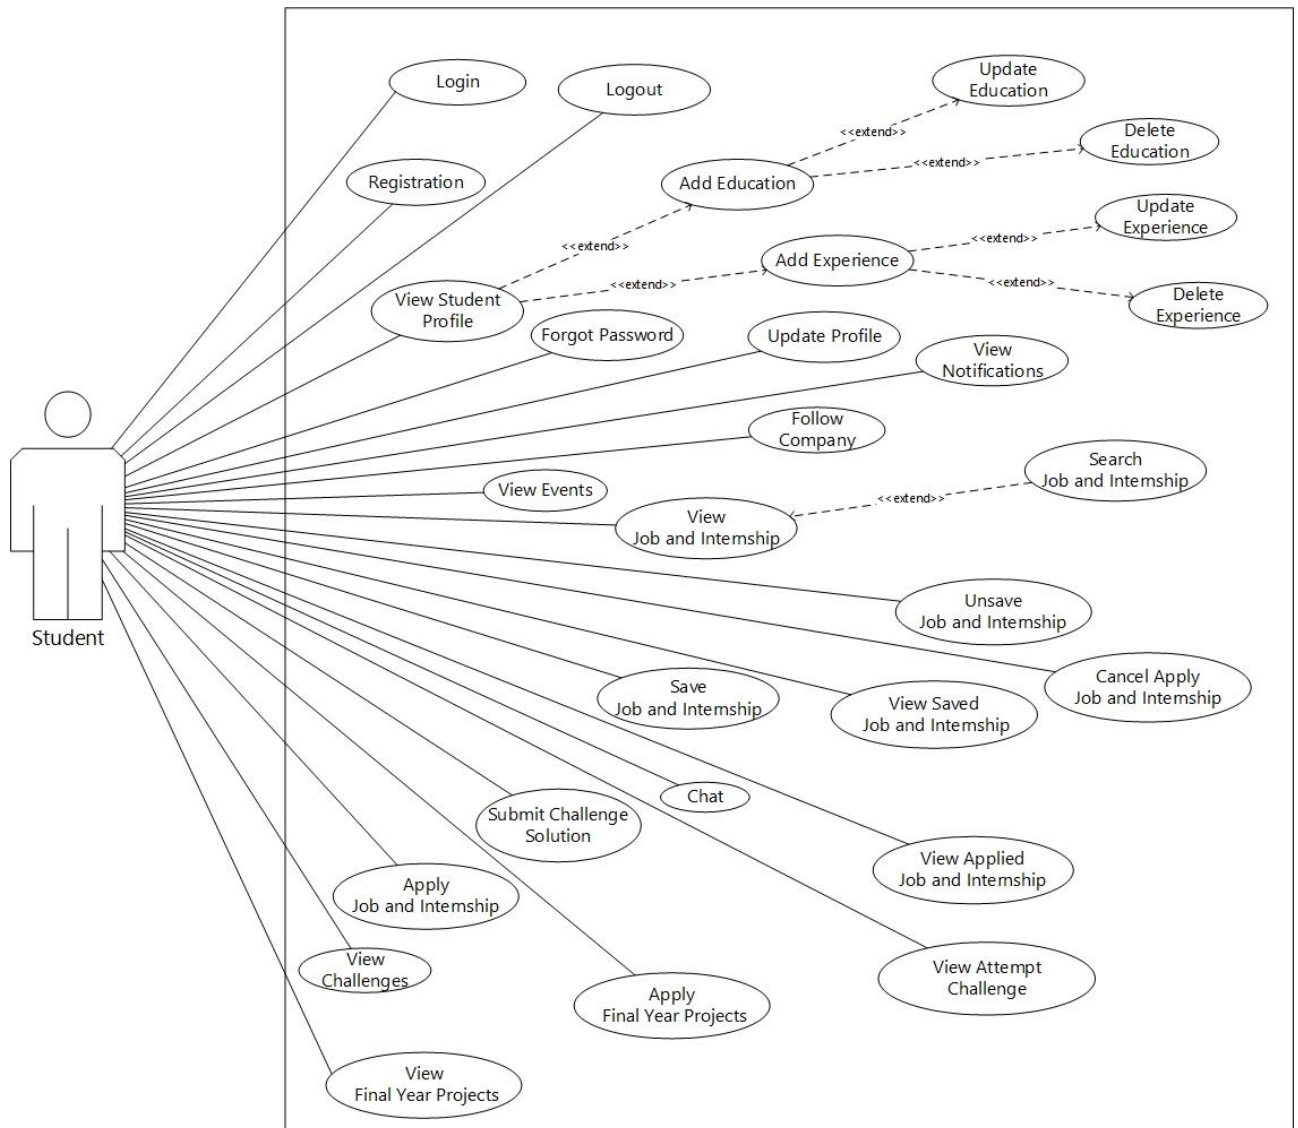 Login
Logout
Update
Education
<<extend>>
Delete
Education
<<extend>>
Registration
Add Education
Update
Experience
<<extend>>
<<extend>>
Add Experience
<<extend>>
<<extend>>
Delete
Experience
View Student
Profile
Forgot Password
Update Profile
View
Notifications
Follow
Company
Search
Job and Internship
<<extend>>
View Events
View
Job and Internship
Unsave
Job and Internship
Student
Save
Job and Internship
View Saved
Job and Internship
Cancel Apply
Job and Internship
Chat
Submit Challenge
Solution
View Applied
Job and Internship
Apply
Job and Internship
View
Challenges
View Attempt
Challenge
Apply
Final Year Projects
View
Final Year Projects